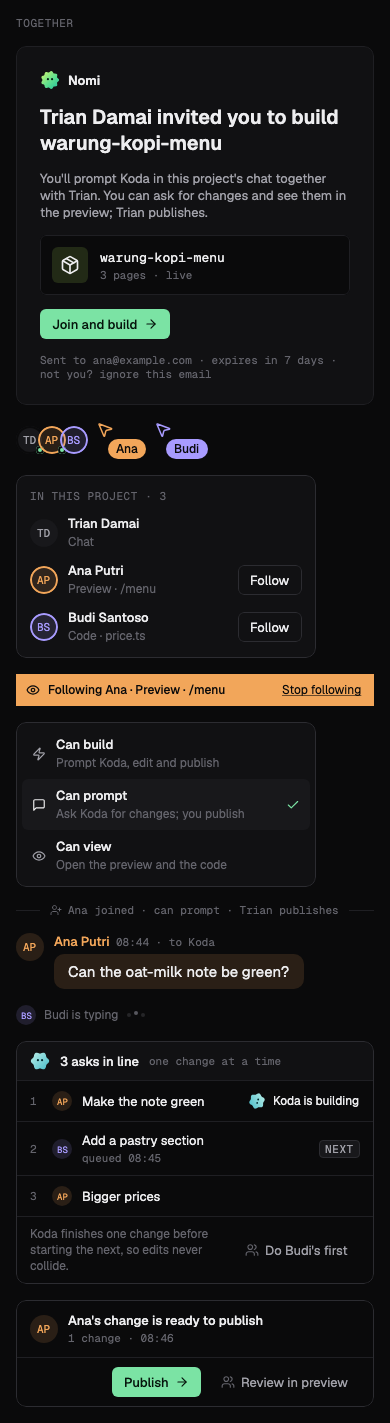 TOGETHER
Nomi
Trian Damai invited you to build
warung-kopi-menu
You'll prompt Koda in this project's chat together
with Trian. You can ask for changes and see them in
the preview; Trian publishes.
warung-kopi-menu
3 pages · live
Join and build
Sent to ana@example.com · expires in 7 days ·
not you? ignore this email
TD AP BS
Ana
Budi
IN THIS PROJECT · 3
TD
Trian Damai
Chat
AP
Ana Putri
Preview · /menu
Follow
BS
Budi Santoso
Code · price.ts
Follow
Following Ana · Preview · /menu
Stop following
Can build
Prompt Koda, edit and publish
Can prompt
Ask Koda for changes; you publish
Can view
Open the preview and the code
Ana joined · can prompt · Trian publishes
AP
Ana Putri 08:44 · to Koda
Can the oat-milk note be green?
BS Budi is typing
3 asks in line one change at a time
1 AP Make the note green Koda is building
2 BS Add a pastry section
queued 08:45
NEXT
3 AP Bigger prices
Koda finishes one change before
starting the next, so edits never
collide.
Do Budi's first
AP
Ana's change is ready to publish
1 change · 08:46
Publish
Review in preview